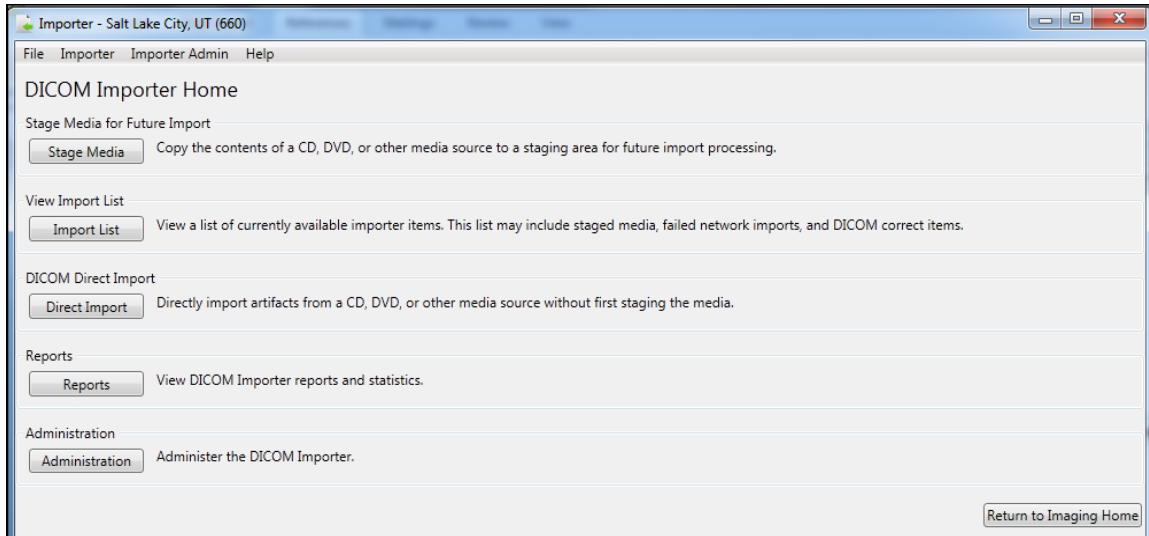 Importer - Salt Lake City, UT (660)
File Importer Importer Admin Help
DICOM Importer Home
Stage Media for Future Import
Stage Media Copy the contents of a CD, DVD, or other media source to a staging area for future import processing.
View Import List
Import List View a list of currently available importer items. This list may include staged media, failed network imports, and DICOM correct items.
DICOM Direct Import
Direct Import Directly import artifacts from a CD, DVD, or other media source without first staging the media.
Reports
Reports View DICOM Importer reports and statistics.
Administration
Administration Administer the DICOM Importer.
Return to Imaging Home